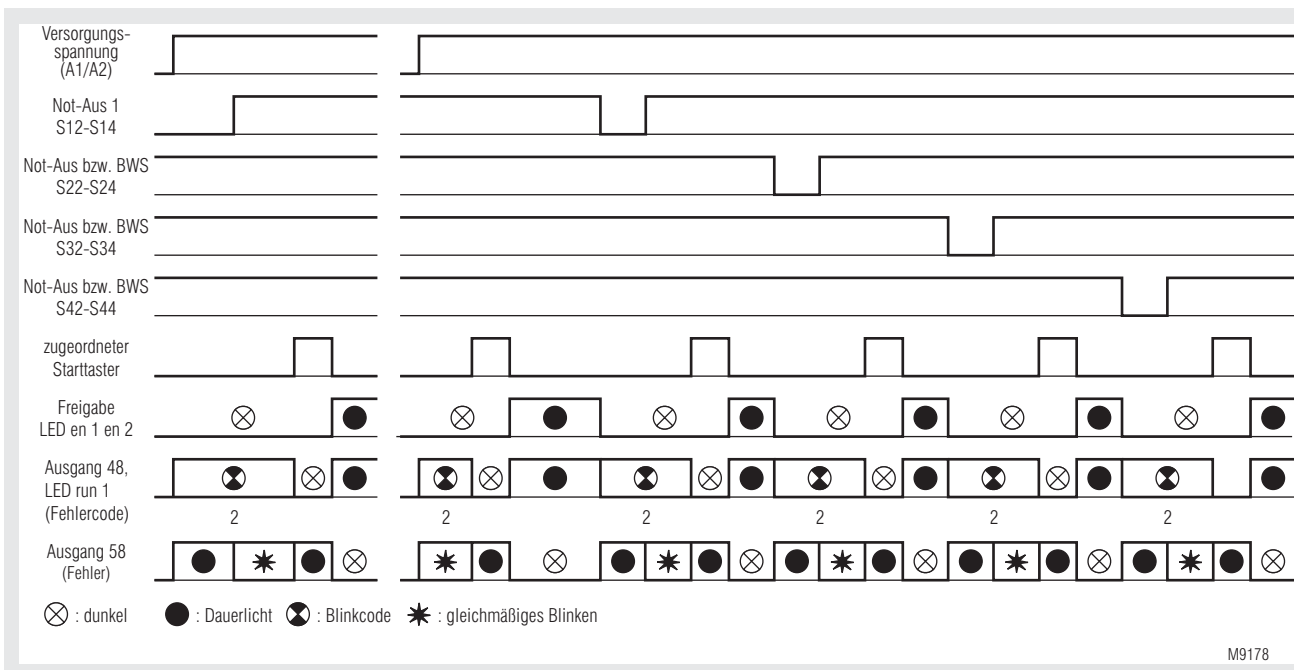 Versorgungs-
spannung
(A1/A2)
Not-Aus 1
S12-S14
Not-Aus bzw. BWS
S22-S24
Not-Aus bzw. BWS
S32-S34
Not-Aus bzw. BWS
S42-S44
zugeordneter
Starttaster
Freigabe
LED en 1 en 2
Ausgang 48,
LED run 1
(Fehlercode)
2 2 2 2 2 2
Ausgang 58
(Fehler)
: dunkel : Dauerlicht : Blinkcode : gleichmäßiges Blinken
M9178